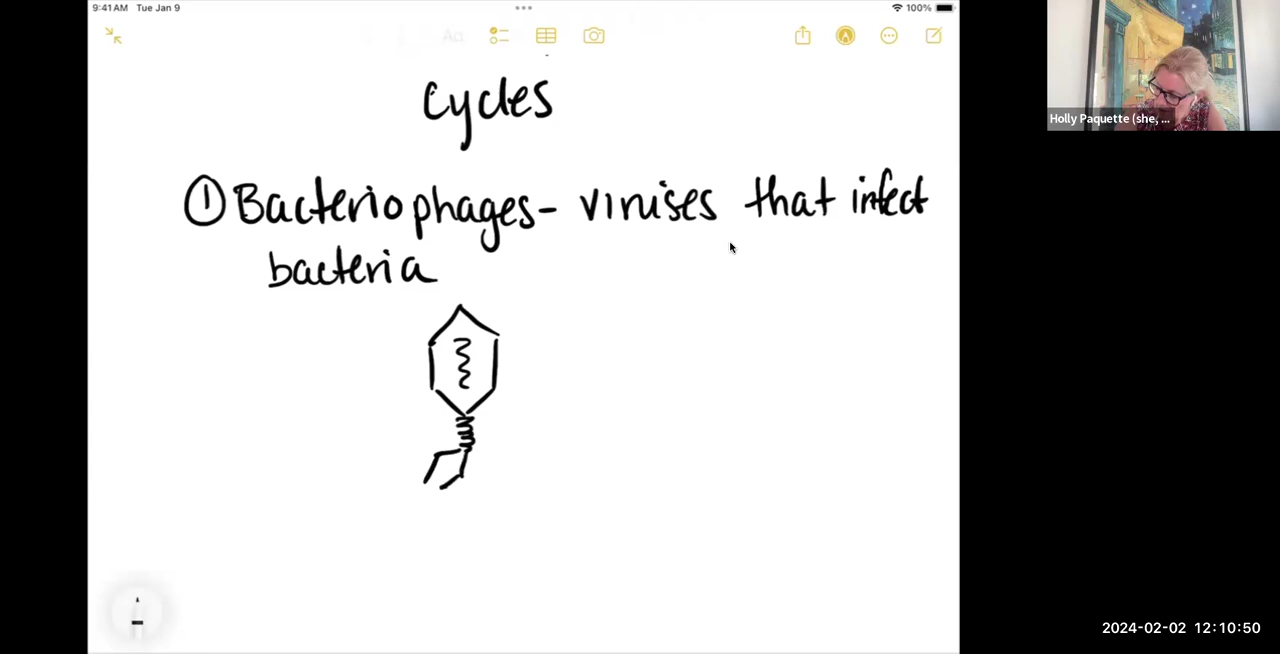 9:41 AM Tue Jan 9
100%
Aa
Cycles
① Bacteriophages - viruses that infect
bacteria
Holly Paquette (she, ...
2024-02-02 12:10:50